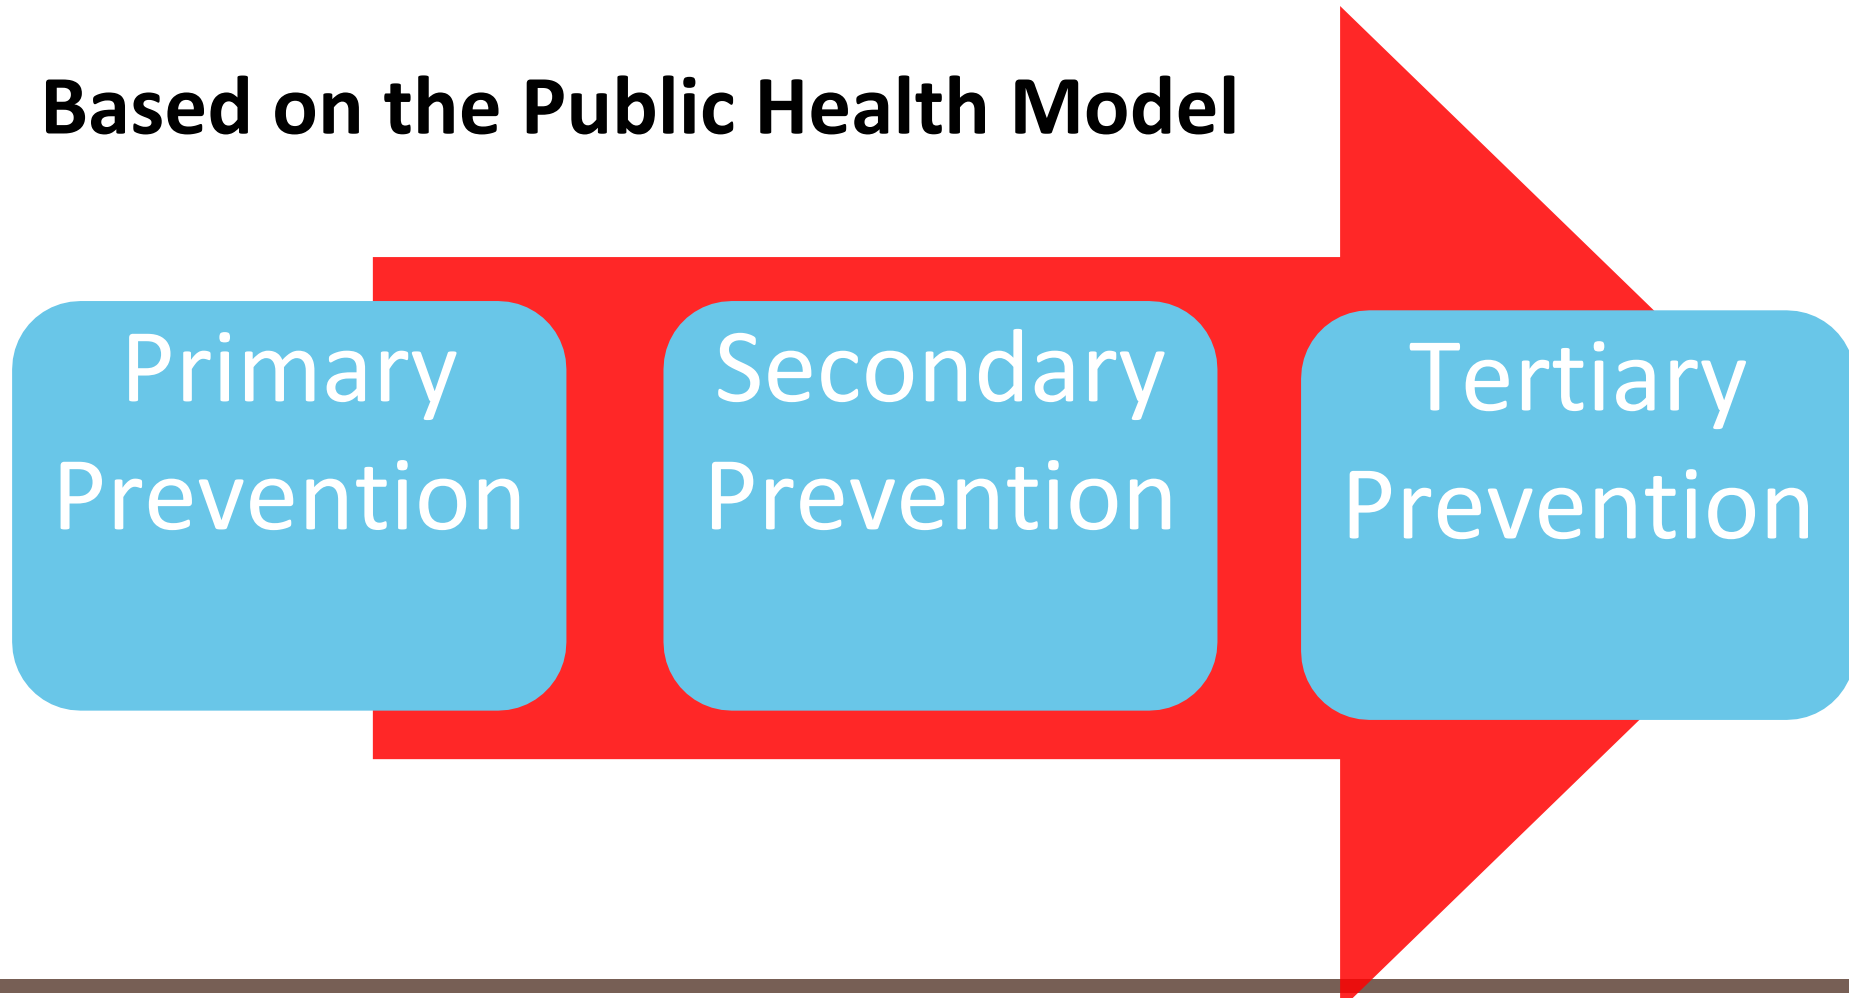 Based on the Public Health Model
Primary
Prevention
Secondary
Prevention
Tertiary
Prevention